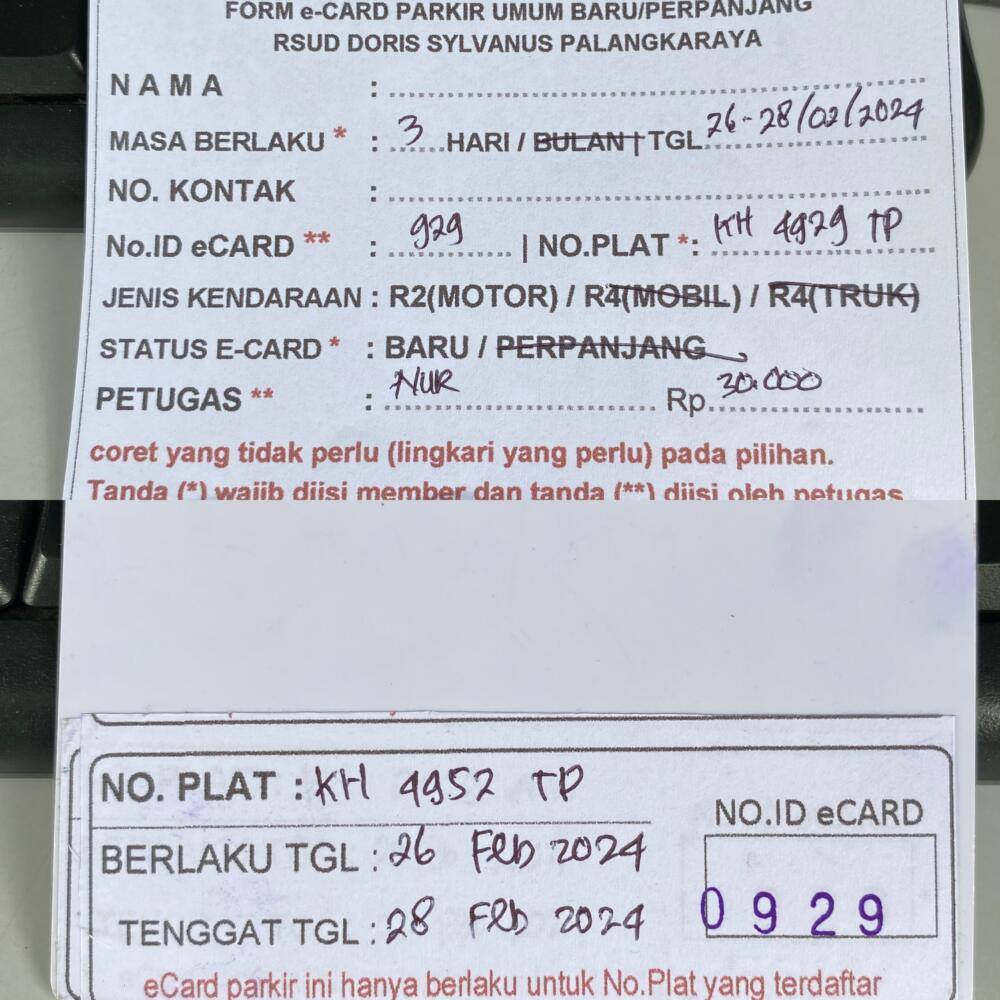 FORM e-CARD PARKIR UMUM BARU/PERPANJANG
RSUD DORIS SYLVANUS PALANGKARAYA
NAMA :
MASA BERLAKU * : 3 HARI / BULAN | TGL 26-28/02/2024
NO. KONTAK :
No.ID eCARD ** : 929 | NO.PLAT *: KH 4929 TP
JENIS KENDARAAN : R2(MOTOR) / R4(MOBIL) / R4(TRUK)
STATUS E-CARD * : BARU / PERPANJANG
PETUGAS ** : NUR Rp. 30.000
coret yang tidak perlu (lingkari yang perlu) pada pilihan.
Tanda (*) wajib diisi member dan tanda (**) diisi oleh petugas
NO. PLAT : KH 4952 TP
NO.ID eCARD
BERLAKU TGL : 26 Feb 2024
0929
TENGGAT TGL : 28 Feb 2024
eCard parkir ini hanya berlaku untuk No.Plat yang terdaftar